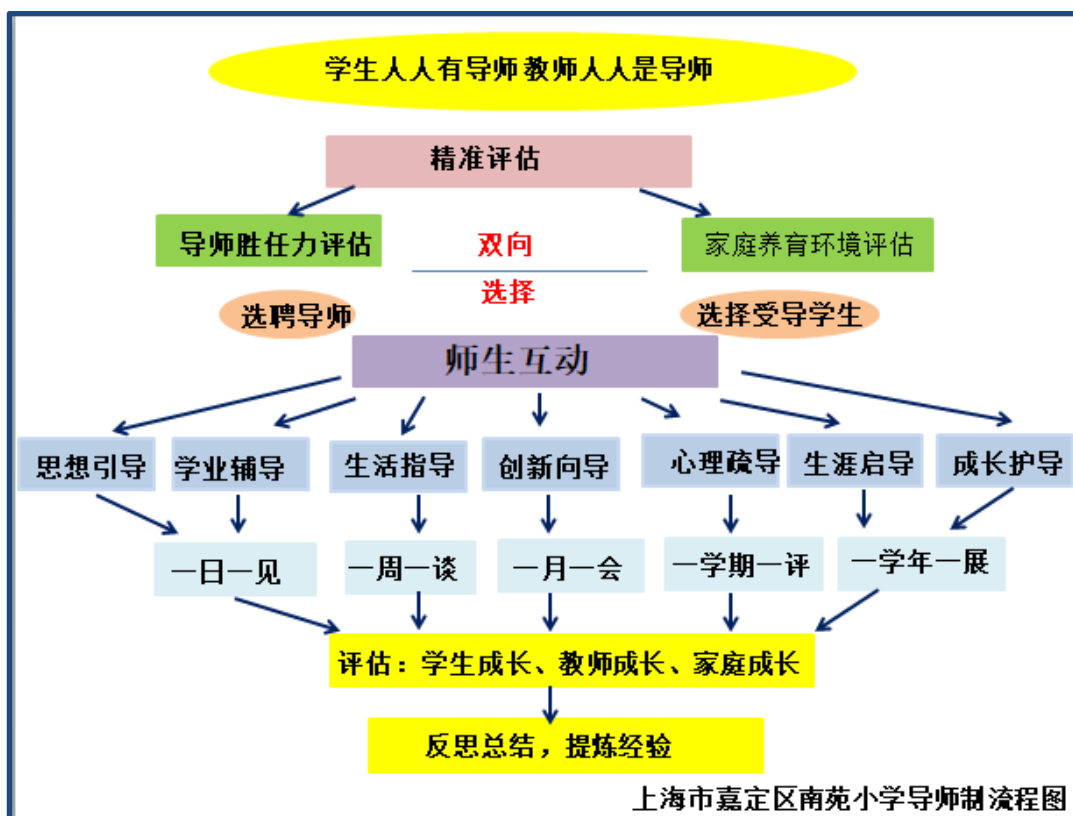 学生人人有导师 教师人人是导师
精准评估
导师胜任力评估
双向
家庭养育环境评估
选择
选聘导师
选择受导学生
师生互动
思想引导
学业辅导
生活指导
创新向导
心理疏导
生涯启导
成长护导
一日一见
一周一谈
一月一会
一学期一评
一学年一展
评估：学生成长、教师成长、家庭成长
反思总结，提炼经验
上海市嘉定区南苑小学导师制流程图